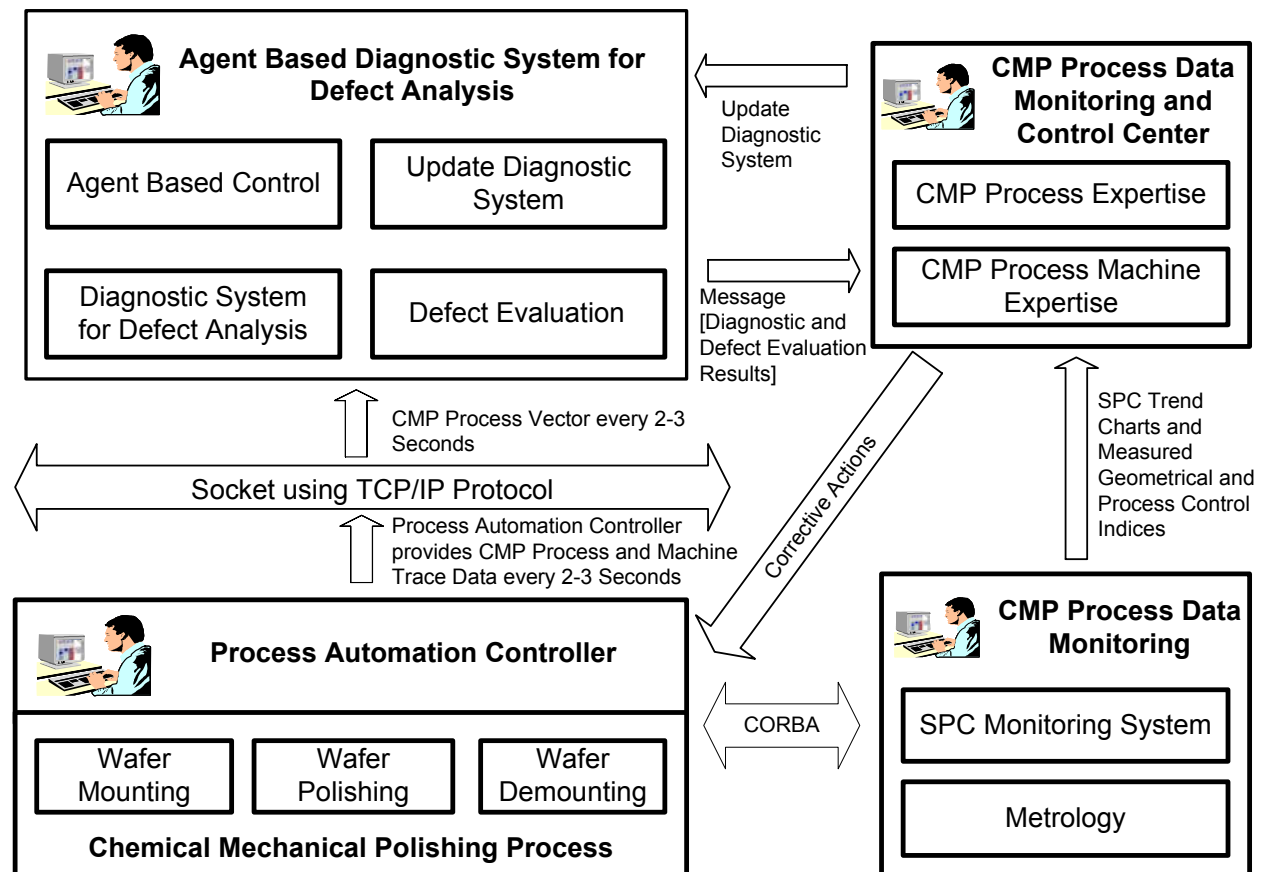 Agent Based Diagnostic System for
Defect Analysis
Agent Based Control
Update Diagnostic
System
Diagnostic System
for Defect Analysis
Defect Evaluation
Update
Diagnostic
System
Message
[Diagnostic and
Defect Evaluation
Results]
CMP Process Data
Monitoring and
Control Center
CMP Process Expertise
CMP Process Machine
Expertise
CMP Process Vector every 2-3
Seconds
Socket using TCP/IP Protocol
Process Automation Controller
provides CMP Process and Machine
Trace Data every 2-3 Seconds
Corrective Actions
SPC Trend
Charts and
Measured
Geometrical and
Process Control
Indices
Process Automation Controller
Wafer
Mounting
Wafer
Polishing
Wafer
Demounting
Chemical Mechanical Polishing Process
CORBA
CMP Process Data
Monitoring
SPC Monitoring System
Metrology